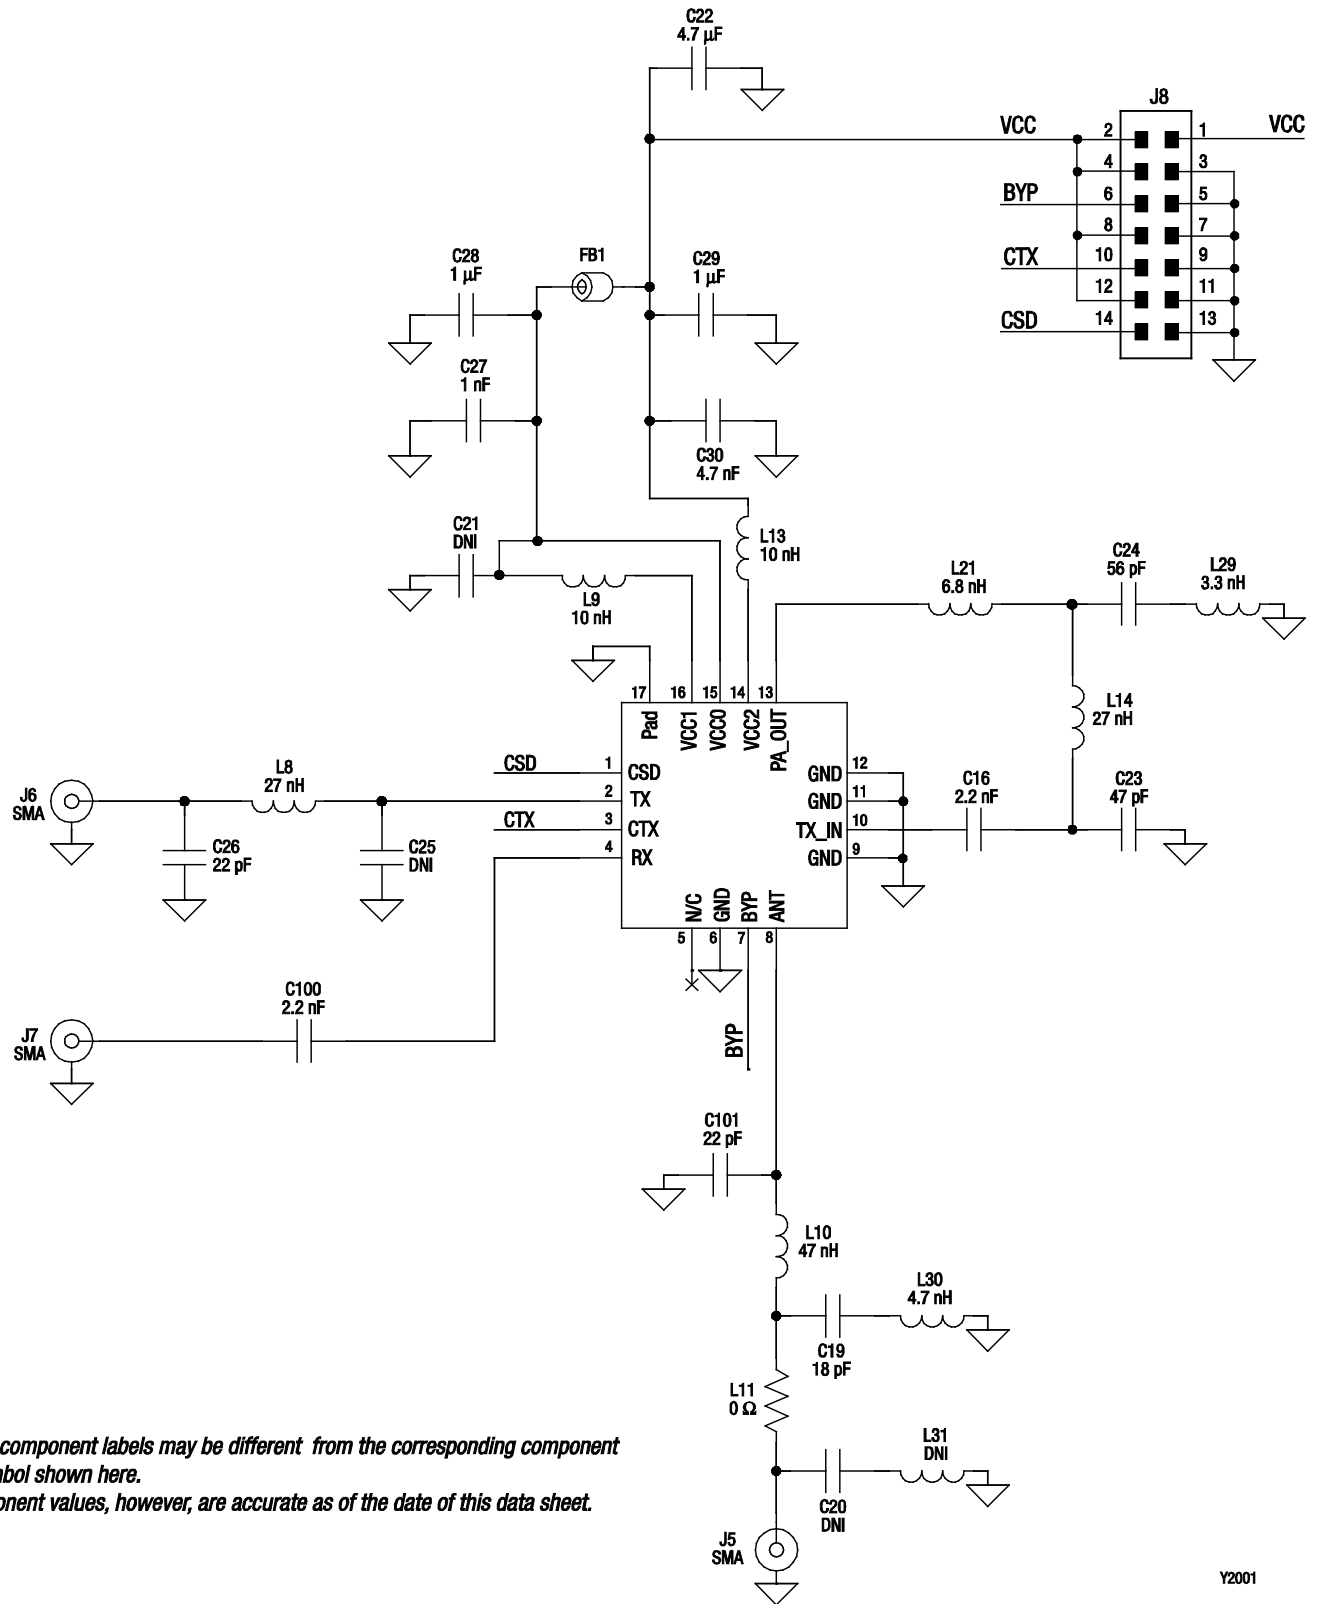 C22
4.7 µF
J8
VCC
2
1
VCC
4
3
BYP
6
5
8
7
CTX
10
9
12
11
CSD
14
13
C28
1 µF
FB1
C29
1 µF
C27
1 nF
C30
4.7 nF
C21
DNI
L13
10 nH
L9
10 nH
L21
6.8 nH
C24
56 pF
L29
3.3 nH
17
16
15
14
13
Pad
VCC1
VCC0
VCC2
PA_OUT
L14
27 nH
J6
SMA
L8
27 nH
CSD
1
CSD
2
TX
CTX
3
CTX
4
RX
GND
12
GND
11
TX_IN
10
GND
9
C16
2.2 nF
C23
47 pF
C26
22 pF
C25
DNI
N/C
GND
BYP
ANT
5
6
7
8
BYP
J7
SMA
C100
2.2 nF
C101
22 pF
L10
47 nH
L30
4.7 nH
C19
18 pF
L11
0 Ω
L31
DNI
C20
DNI
J5
SMA
component labels may be different from the corresponding component
shown here.
values, however, are accurate as of the date of this data sheet.
Y2001